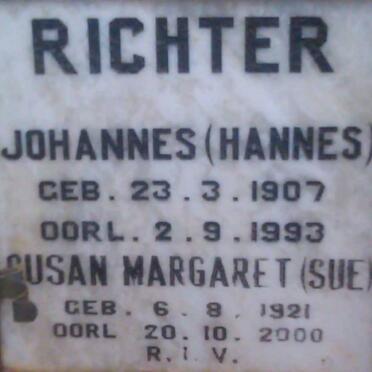 RICHTER
JOHANNES (HANNES)
GEB. 23.3.1907
OORL. 2.9.1993
SUSAN MARGARET (SUE)
GEB. 6.8.1921
OORL 20.10.2000
R.I.V.